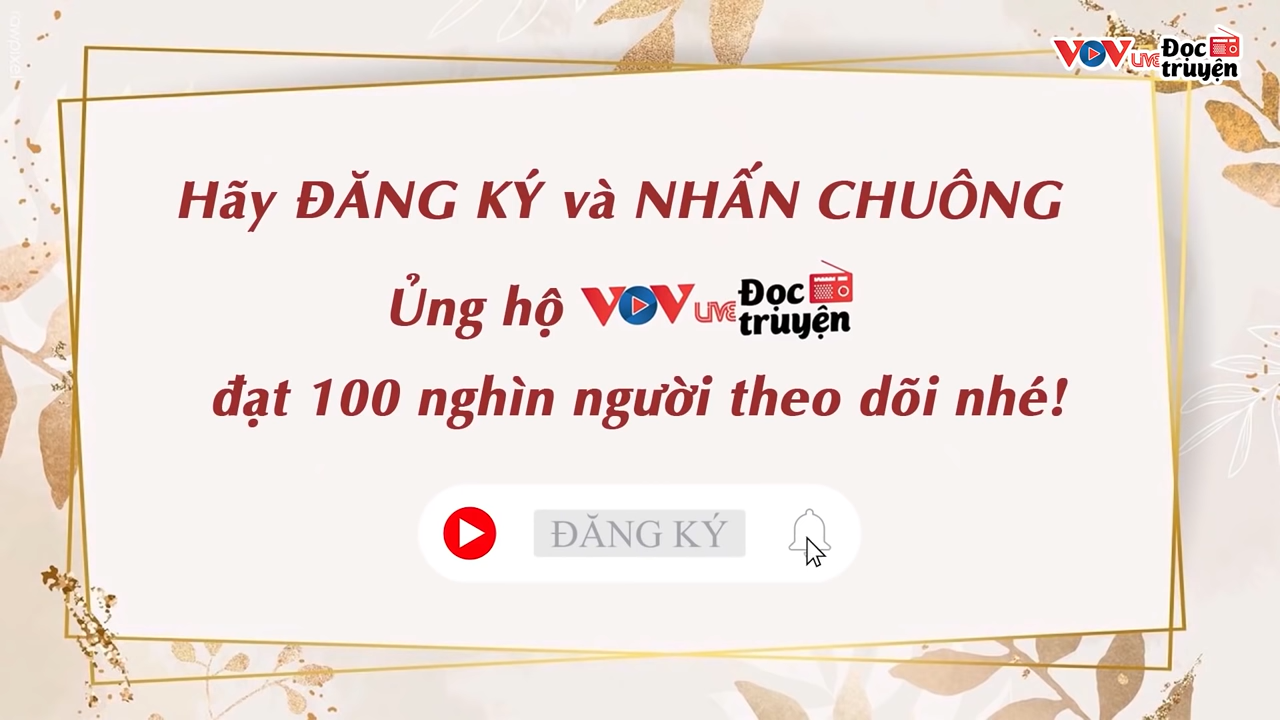 VOV LIVE Đọc truyện
Hãy ĐĂNG KÝ và NHẤN CHUÔNG
Ủng hộ VOV LIVE Đọc truyện
đạt 100 nghìn người theo dõi nhé!
ĐĂNG KÝ